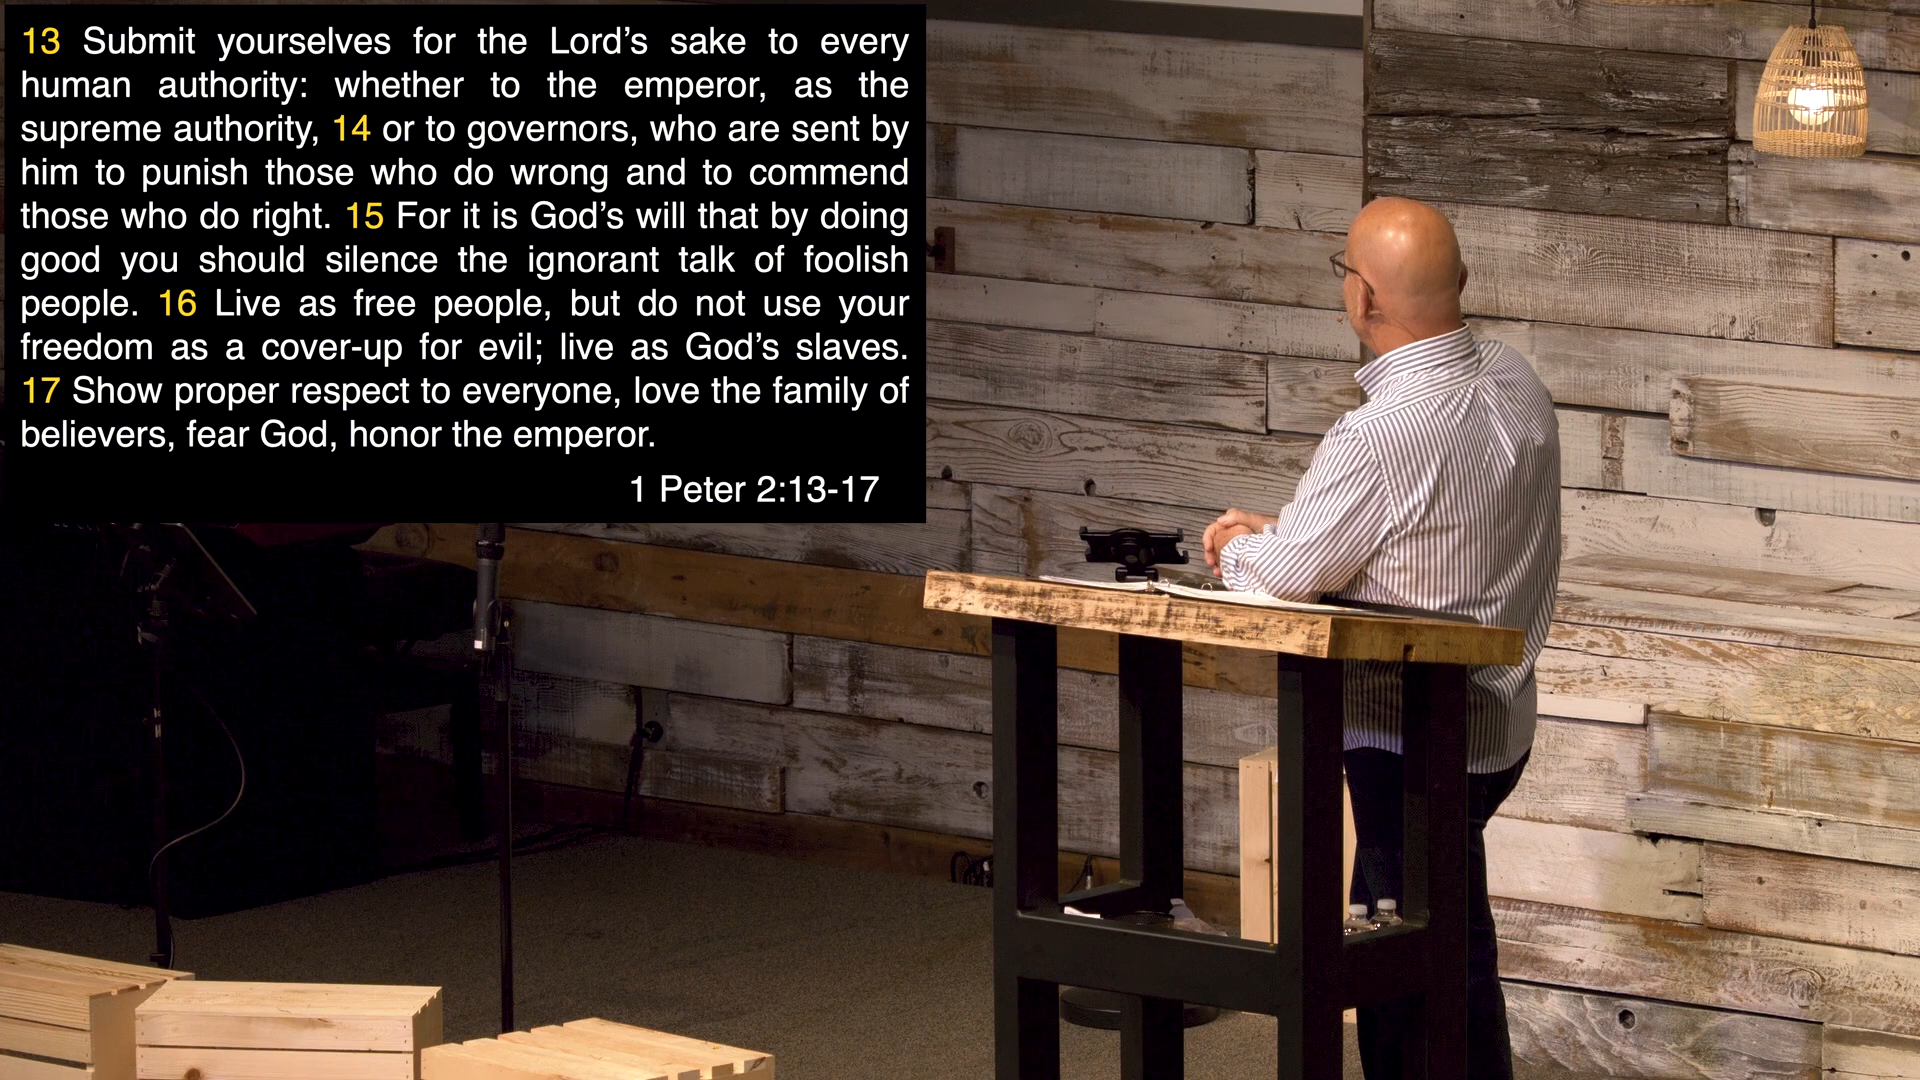 13 Submit yourselves for the Lord’s sake to every
human authority: whether to the emperor, as the
supreme authority, 14 or to governors, who are sent by
him to punish those who do wrong and to commend
those who do right. 15 For it is God’s will that by doing
good you should silence the ignorant talk of foolish
people. 16 Live as free people, but do not use your
freedom as a cover-up for evil; live as God’s slaves.
17 Show proper respect to everyone, love the family of
believers, fear God, honor the emperor.
1 Peter 2:13-17